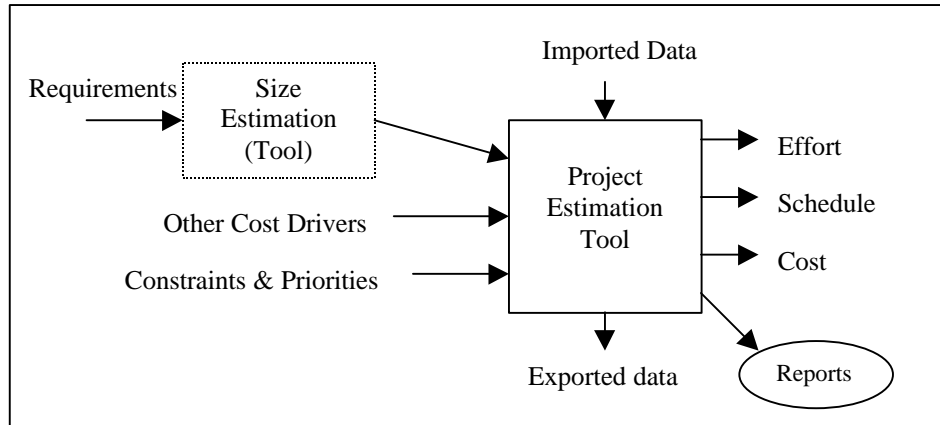 Requirements
Size
Estimation
(Tool)
Imported Data
Other Cost Drivers
Constraints & Priorities
Project
Estimation
Tool
Effort
Schedule
Cost
Exported data
Reports